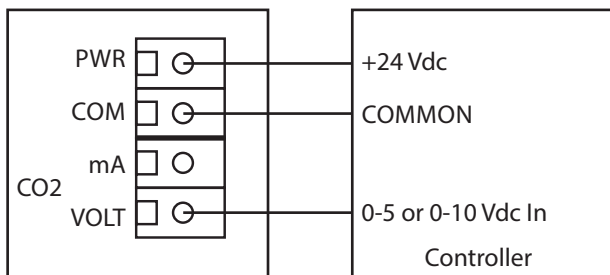 PWR
+24 Vdc
COM
COMMON
mA
CO2
VOLT
0-5 or 0-10 Vdc In
Controller